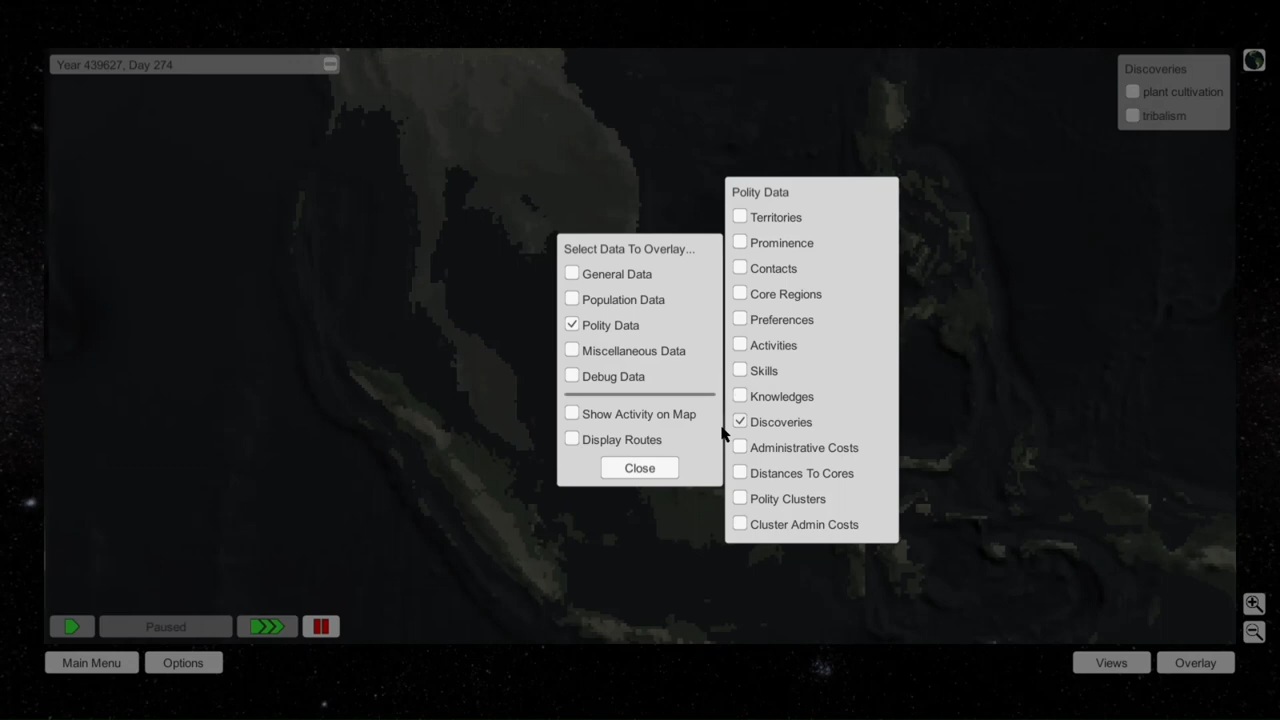 Year 439627, Day 274
Discoveries
plant cultivation
tribalism
Select Data To Overlay...
General Data
Population Data
Polity Data
Miscellaneous Data
Debug Data
Show Activity on Map
Display Routes
Close
Polity Data
Territories
Prominence
Contacts
Core Regions
Preferences
Activities
Skills
Knowledges
Discoveries
Administrative Costs
Distances To Cores
Polity Clusters
Cluster Admin Costs
Paused
Main Menu
Options
Views
Overlay